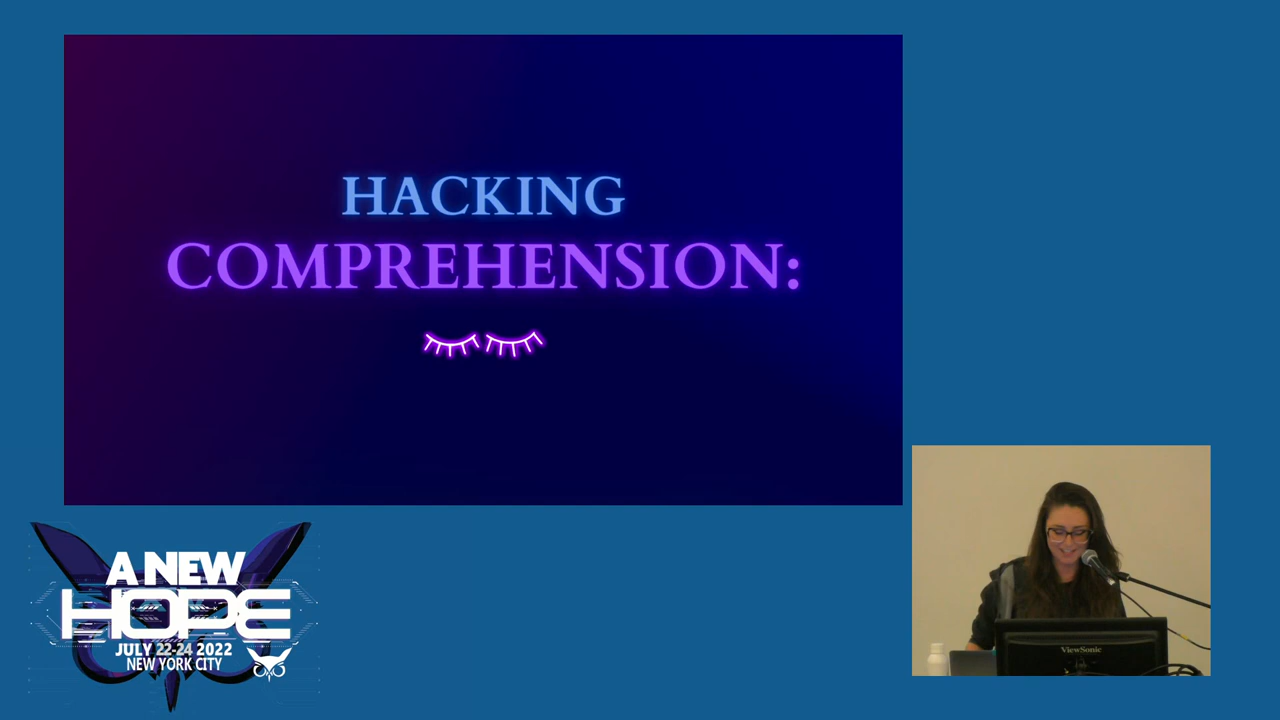 HACKING
COMPREHENSION:
A NEW
HOPE
JULY 22-24 2022
NEW YORK CITY
ViewSonic